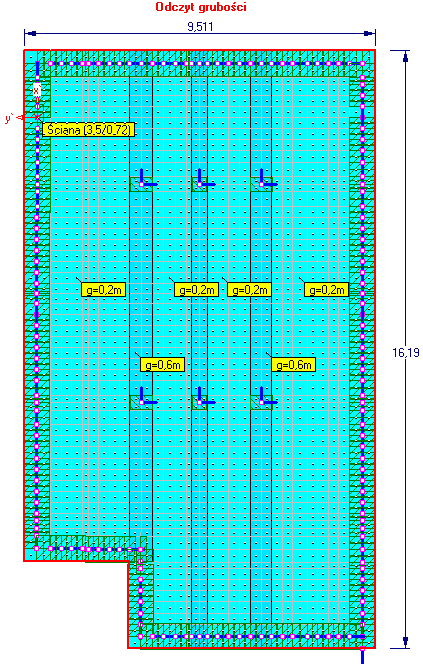 Odczyt grubości
9,511
y`
x
Ściana (3,5/0,72)
g=0,2m
g=0,2m
g=0,2m
g=0,2m
16,19
g=0,6m
g=0,6m